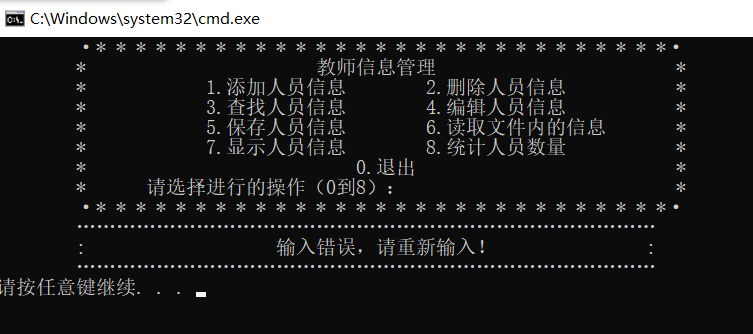 C:\Windows\system32\cmd.exe
·* * * * * * * * * * * * * * * * * * * * * * * * * * * * *·
* 教师信息管理 *
* 1.添加人员信息 2.删除人员信息 *
* 3.查找人员信息 4.编辑人员信息 *
* 5.保存人员信息 6.读取文件内的信息 *
* 7.显示人员信息 8.统计人员数量 *
* 0.退出 *
* 请选择进行的操作（0到8）: *
·* * * * * * * * * * * * * * * * * * * * * * * * * * * * *·
: 输入错误，请重新输入！ :
请按任意键继续. . .